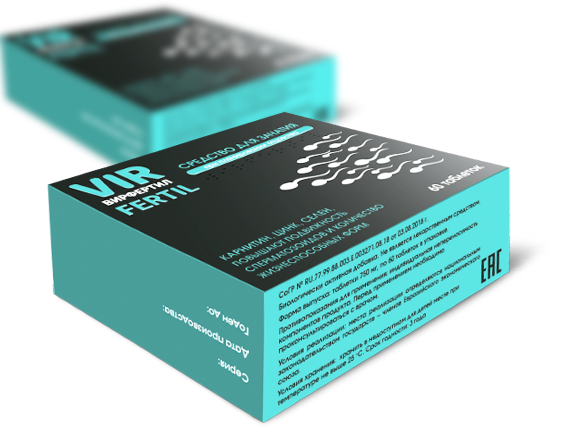 VIR
ВИРФЕРТИЛ
FERTIL
СРЕДСТВО ДЛЯ ЗАЧАТИЯ
КАРНИТИН, ЦИНК, СЕЛЕН,
ПОВЫШАЮТ ПОДВИЖНОСТЬ
СПЕРМАТОЗОИДОВ И КОЛИЧЕСТВО
ЖИЗНЕСПОСОБНЫХ ФОРМ
60 таблеток
СоГР № RU.77.99.88.003.Е.003271.08.18 от 03.08.2018 г.
Биологически активная добавка. Не является лекарственным средством.
Форма выпуска: таблетки 750 мг, по 60 таблеток в упаковке
Противопоказания для применения: индивидуальная непереносимость
компонентов продукта. Перед применением необходимо
проконсультироваться с врачом.
Условия реализации: места реализации определяются национальным
законодательством государств – членов Евразийского экономического
союза.
Условия хранения: хранить в недоступном для детей месте при
температуре не выше 25 °С. Срок годности: 3 года
ЕАС
Годен до:
Дата производства:
Серия: